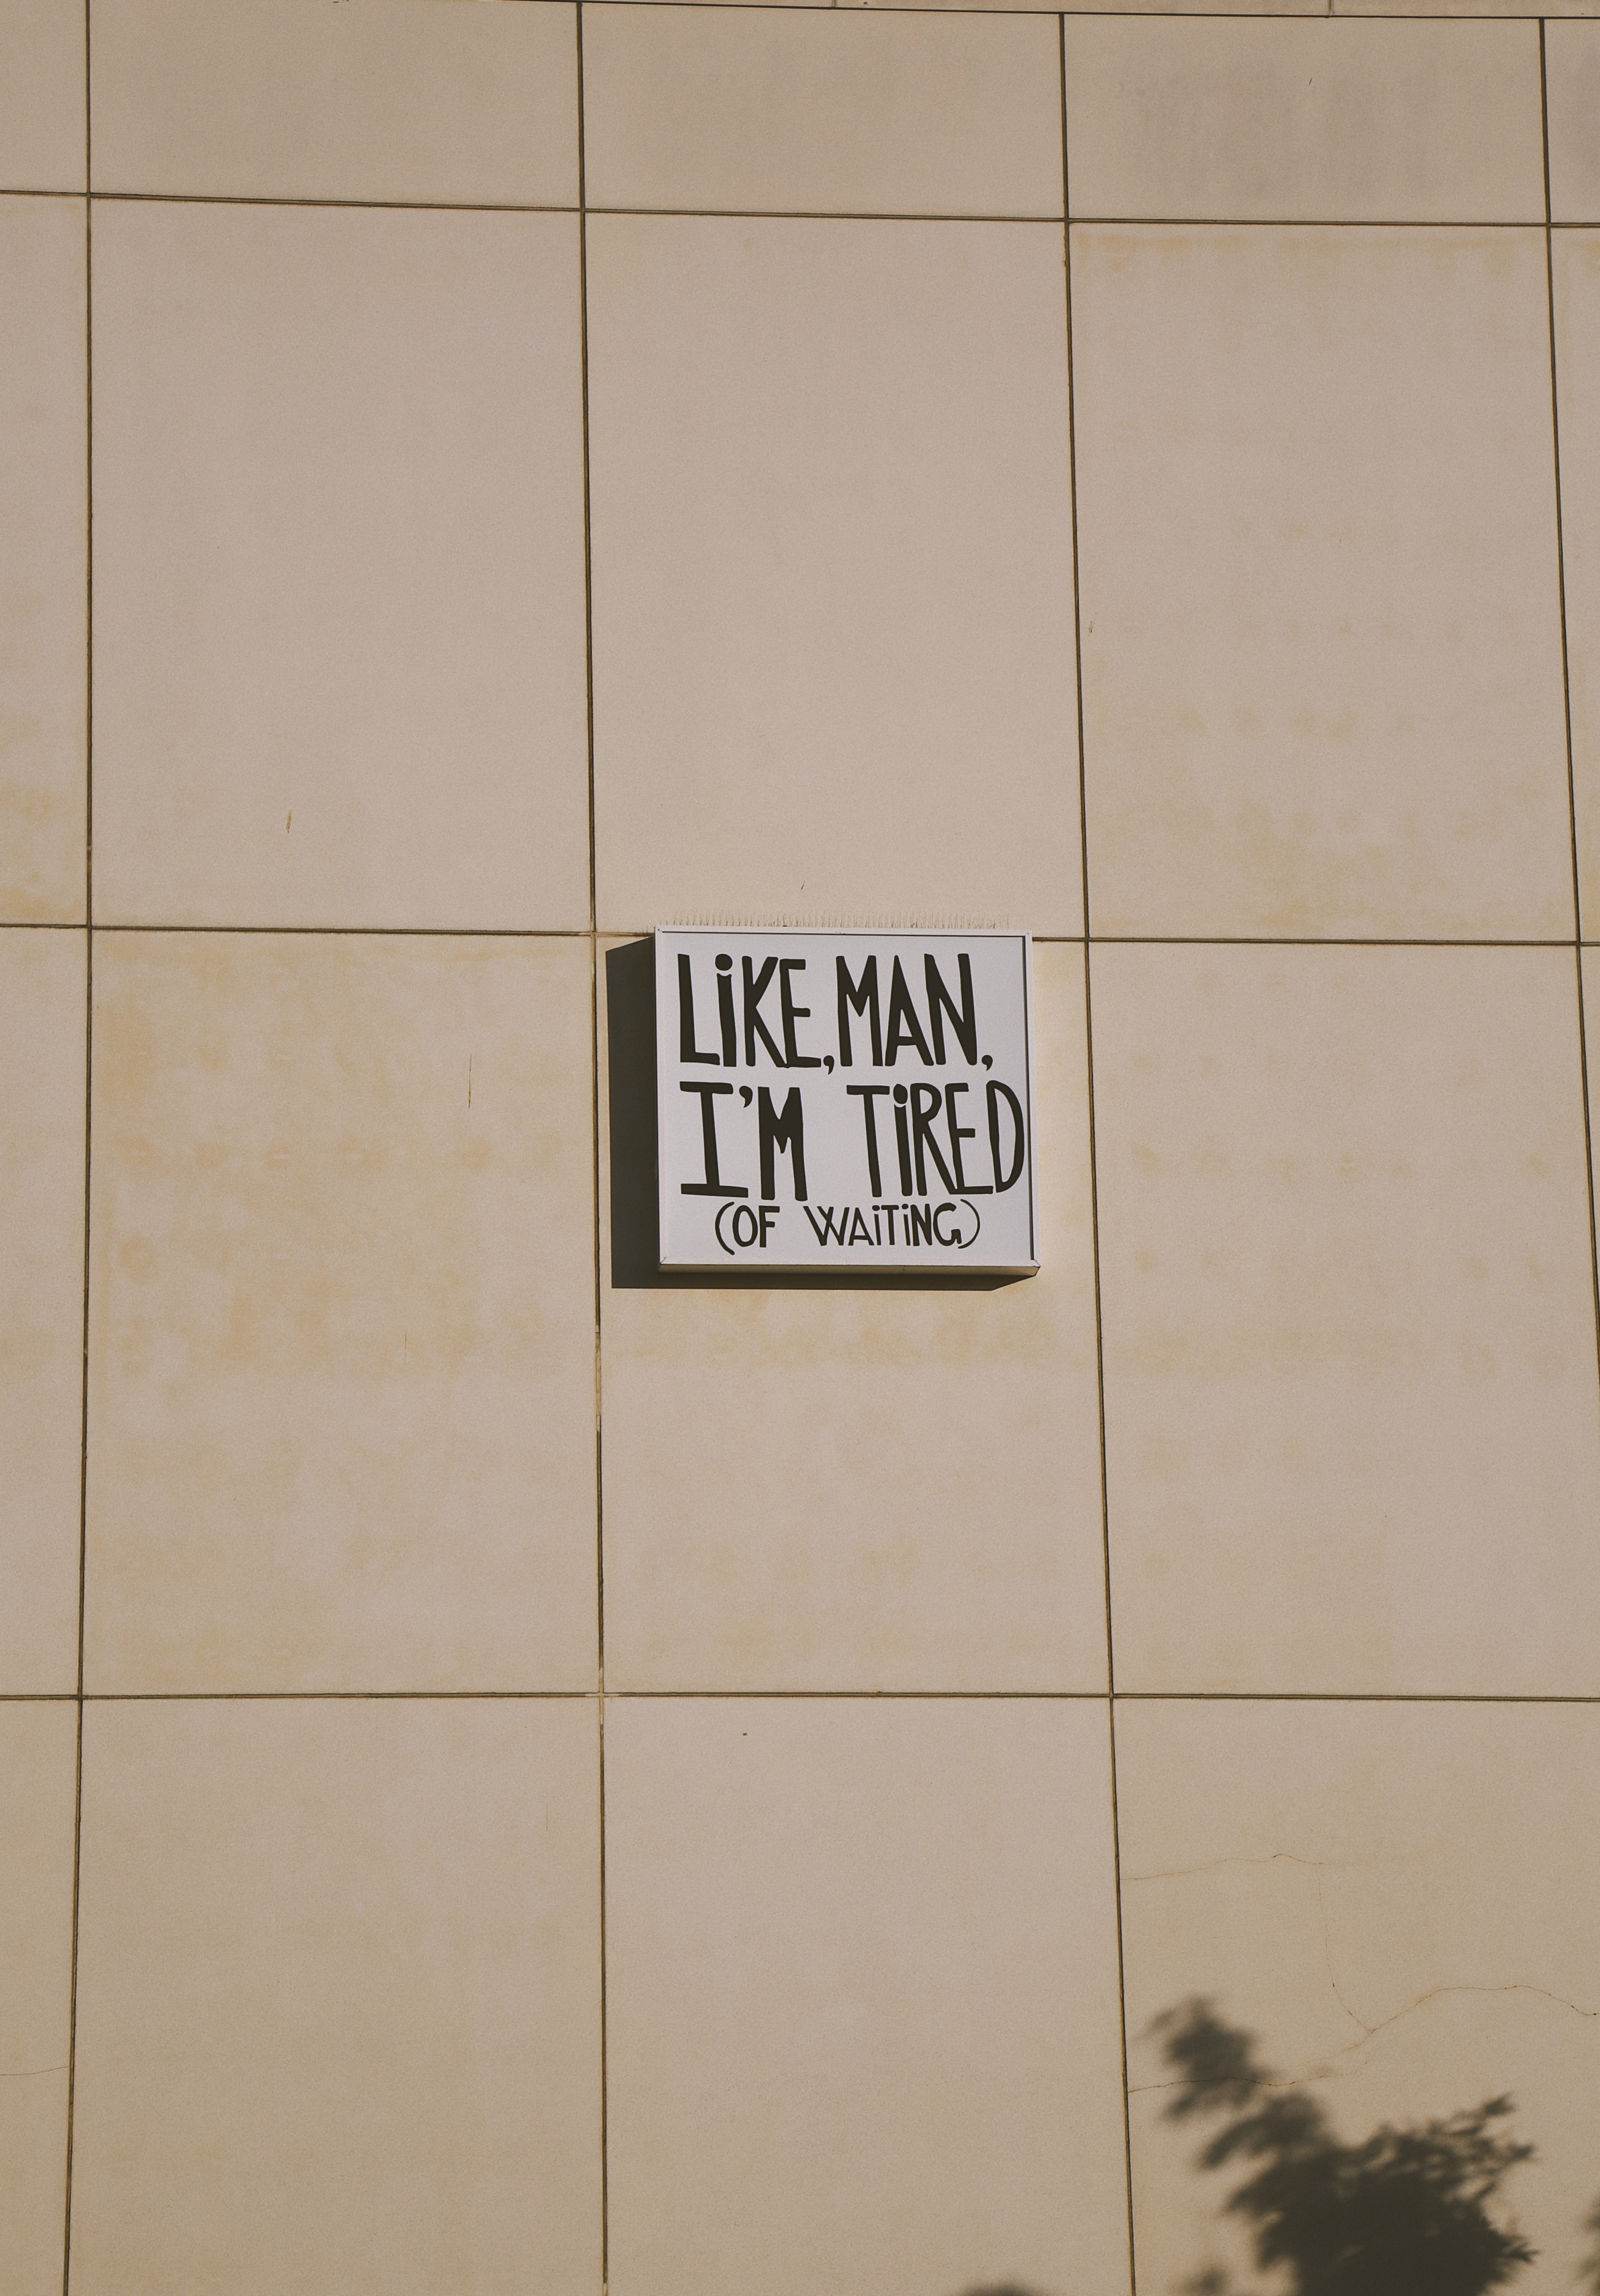 LiKE, MAN,
I'M TiRED
(OF WAiTiNG)